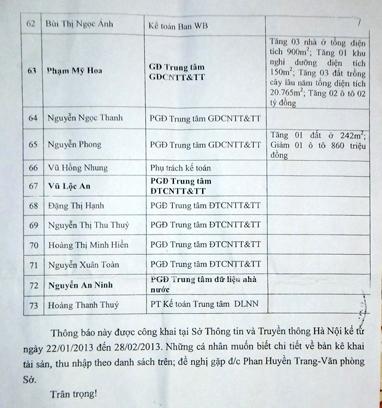 62 Bùi Thị Ngọc Ánh Kế toán Ban WB
63 Phạm Mỹ Hoa GĐ Trung tâm GDCNTT&TT Tăng 03 nhà ở tổng diện tích 900m²; Tăng 01 khu nghỉ dưỡng diện tích 150m²; Tăng 03 đất trồng cây lâu năm tổng diện tích 20.765m²; Tăng 02 ô tô 02 tỷ đồng
64 Nguyễn Ngọc Thanh PGĐ Trung tâm GDCNTT&TT
65 Nguyễn Phong PGĐ Trung tâm GDCNTT&TT Tăng 01 đất ở 242m²; Giảm 01 ô tô 860 triệu đồng
66 Vũ Hồng Nhung Phụ trách kế toán
67 Vũ Lộc An PGĐ Trung tâm ĐTCNTT&TT
68 Đặng Thị Hạnh PGĐ Trung tâm ĐTCNTT&TT
69 Nguyễn Thị Thu Thuỷ PGĐ Trung tâm ĐTCNTT&TT
70 Hoàng Thị Minh Hiền PGĐ Trung tâm ĐTCNTT&TT
71 Nguyễn Xuân Toàn PGĐ Trung tâm ĐTCNTT&TT
72 Nguyễn An Ninh PGĐ Trung tâm dữ liệu nhà nước
73 Hoàng Thanh Thuỷ PT Kế toán Trung tâm DLNN
Thông báo này được công khai tại Sở Thông tin và Truyền thông Hà Nội kể từ
ngày 22/01/2013 đến 28/02/2013. Những cá nhân muốn biết chi tiết về bản kê khai
tài sản, thu nhập theo danh sách trên; đề nghị gặp đ/c Phan Huyền Trang-Văn phòng
Sở.
Trân trọng!